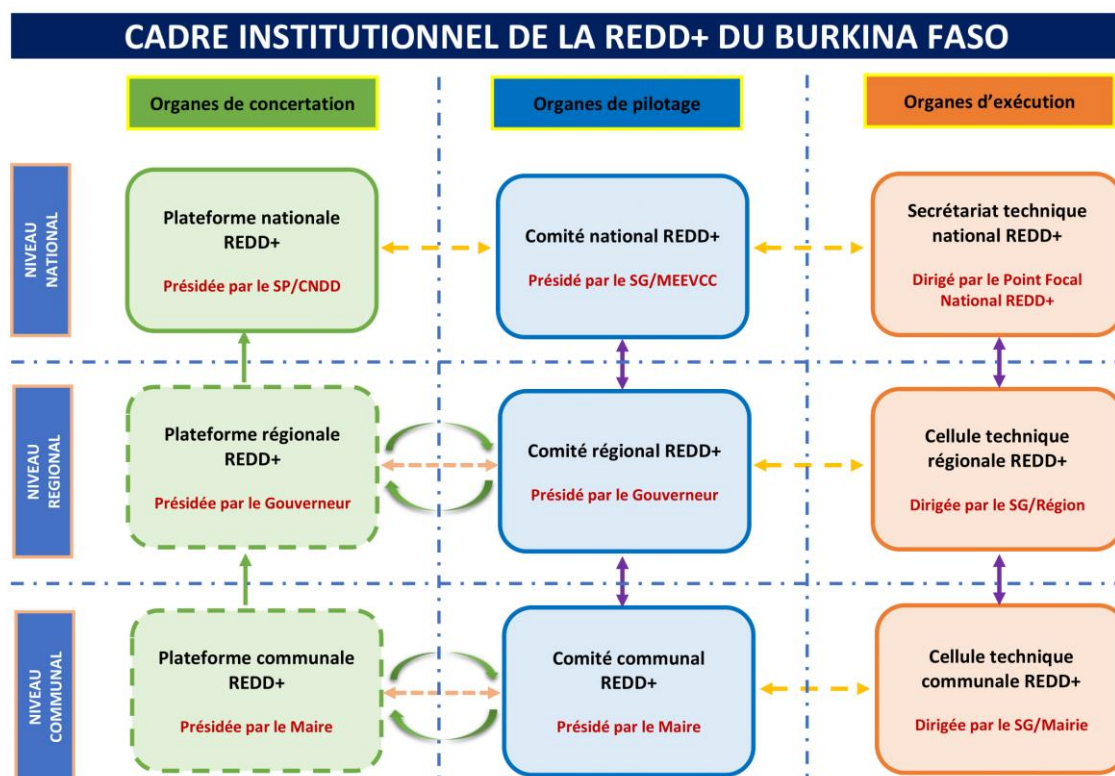 CADRE INSTITUTIONNEL DE LA REDD+ DU BURKINA FASO
Organes de concertation
Organes de pilotage
Organes d'exécution
NIVEAU
NATIONAL
Plateforme nationale
REDD+
Présidée par le SP/CNDD
Comité national REDD+
Présidé par le SG/MEEVCC
Secrétariat technique
national REDD+
Dirigé par le Point Focal
National REDD+
NIVEAU
REGIONAL
Plateforme régionale
REDD+
Présidée par le Gouverneur
Comité régional REDD+
Présidé par le Gouverneur
Cellule technique
régionale REDD+
Dirigée par le SG/Région
NIVEAU
COMMUNAL
Plateforme communale
REDD+
Présidée par le Maire
Comité communal
REDD+
Présidé par le Maire
Cellule technique
communale REDD+
Dirigée par le SG/Mairie